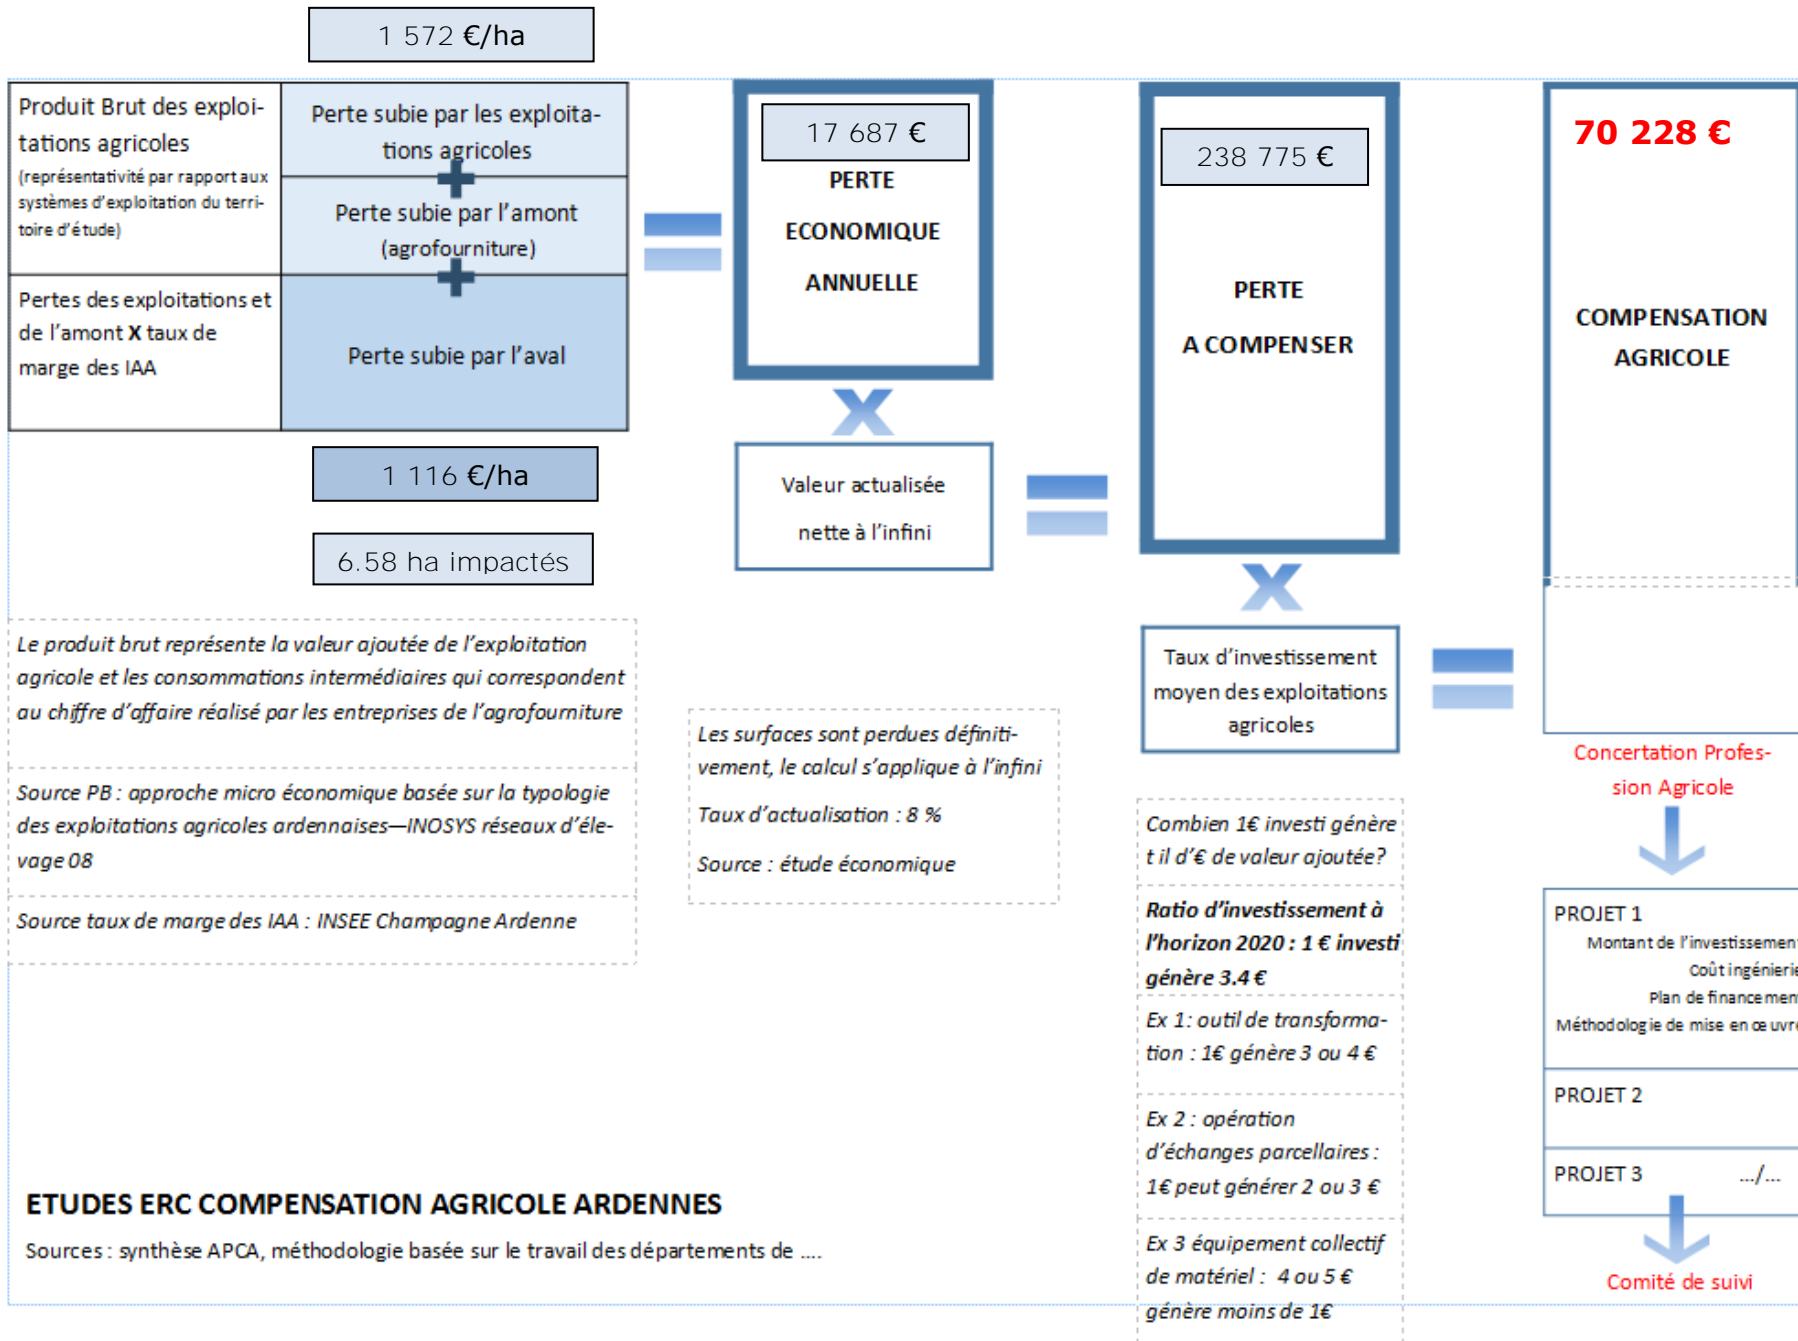 1 572 €/ha
Produit Brut des exploi-
tations agricoles
(représentativité par rapport aux
systèmes d'exploitation du terri-
toire d'étude)
Perte subie par les exploita-
tions agricoles
Perte subie par l'amont
(agrofourniture)
Pertes des exploitations et
de l'amont X taux de
marge des IAA
Perte subie par l'aval
1 116 €/ha
6.58 ha impactés
17 687 €
PERTE
ECONOMIQUE
ANNUELLE
X
Valeur actualisée
nette à l'infini
238 775 €
PERTE
A COMPENSER
X
Taux d'investissement
moyen des exploitations
agricoles
70 228 €
COMPENSATION
AGRICOLE
Le produit brut représente la valeur ajoutée de l'exploitation
agricole et les consommations intermédiaires qui correspondent
au chiffre d'affaire réalisé par les entreprises de l'agrofourniture
Source PB : approche micro économique basée sur la typologie
des exploitations agricoles ardennaises—INOSYS réseaux d'éle-
vage 08
Source taux de marge des IAA : INSEE Champagne Ardenne
Les surfaces sont perdues définiti-
vement, le calcul s'applique à l'infini
Taux d'actualisation : 8 %
Source : étude économique
Combien 1€ investi génère
t il d'€ de valeur ajoutée?
Ratio d'investissement à
l'horizon 2020 : 1 € investi
génère 3.4 €
Ex 1: outil de transforma-
tion : 1€ génère 3 ou 4 €
Ex 2 : opération
d'échanges parcellaires :
1€ peut générer 2 ou 3 €
Ex 3 équipement collectif
de matériel : 4 ou 5 €
génère moins de 1€
Concertation Profes-
sion Agricole
PROJET 1
Montant de l'investissement
Coût ingénierie
Plan de financement
Méthodologie de mise en œuvre
PROJET 2
PROJET 3 .../...
Comité de suivi
ETUDES ERC COMPENSATION AGRICOLE ARDENNES
Sources : synthèse APCA, méthodologie basée sur le travail des départements de ....